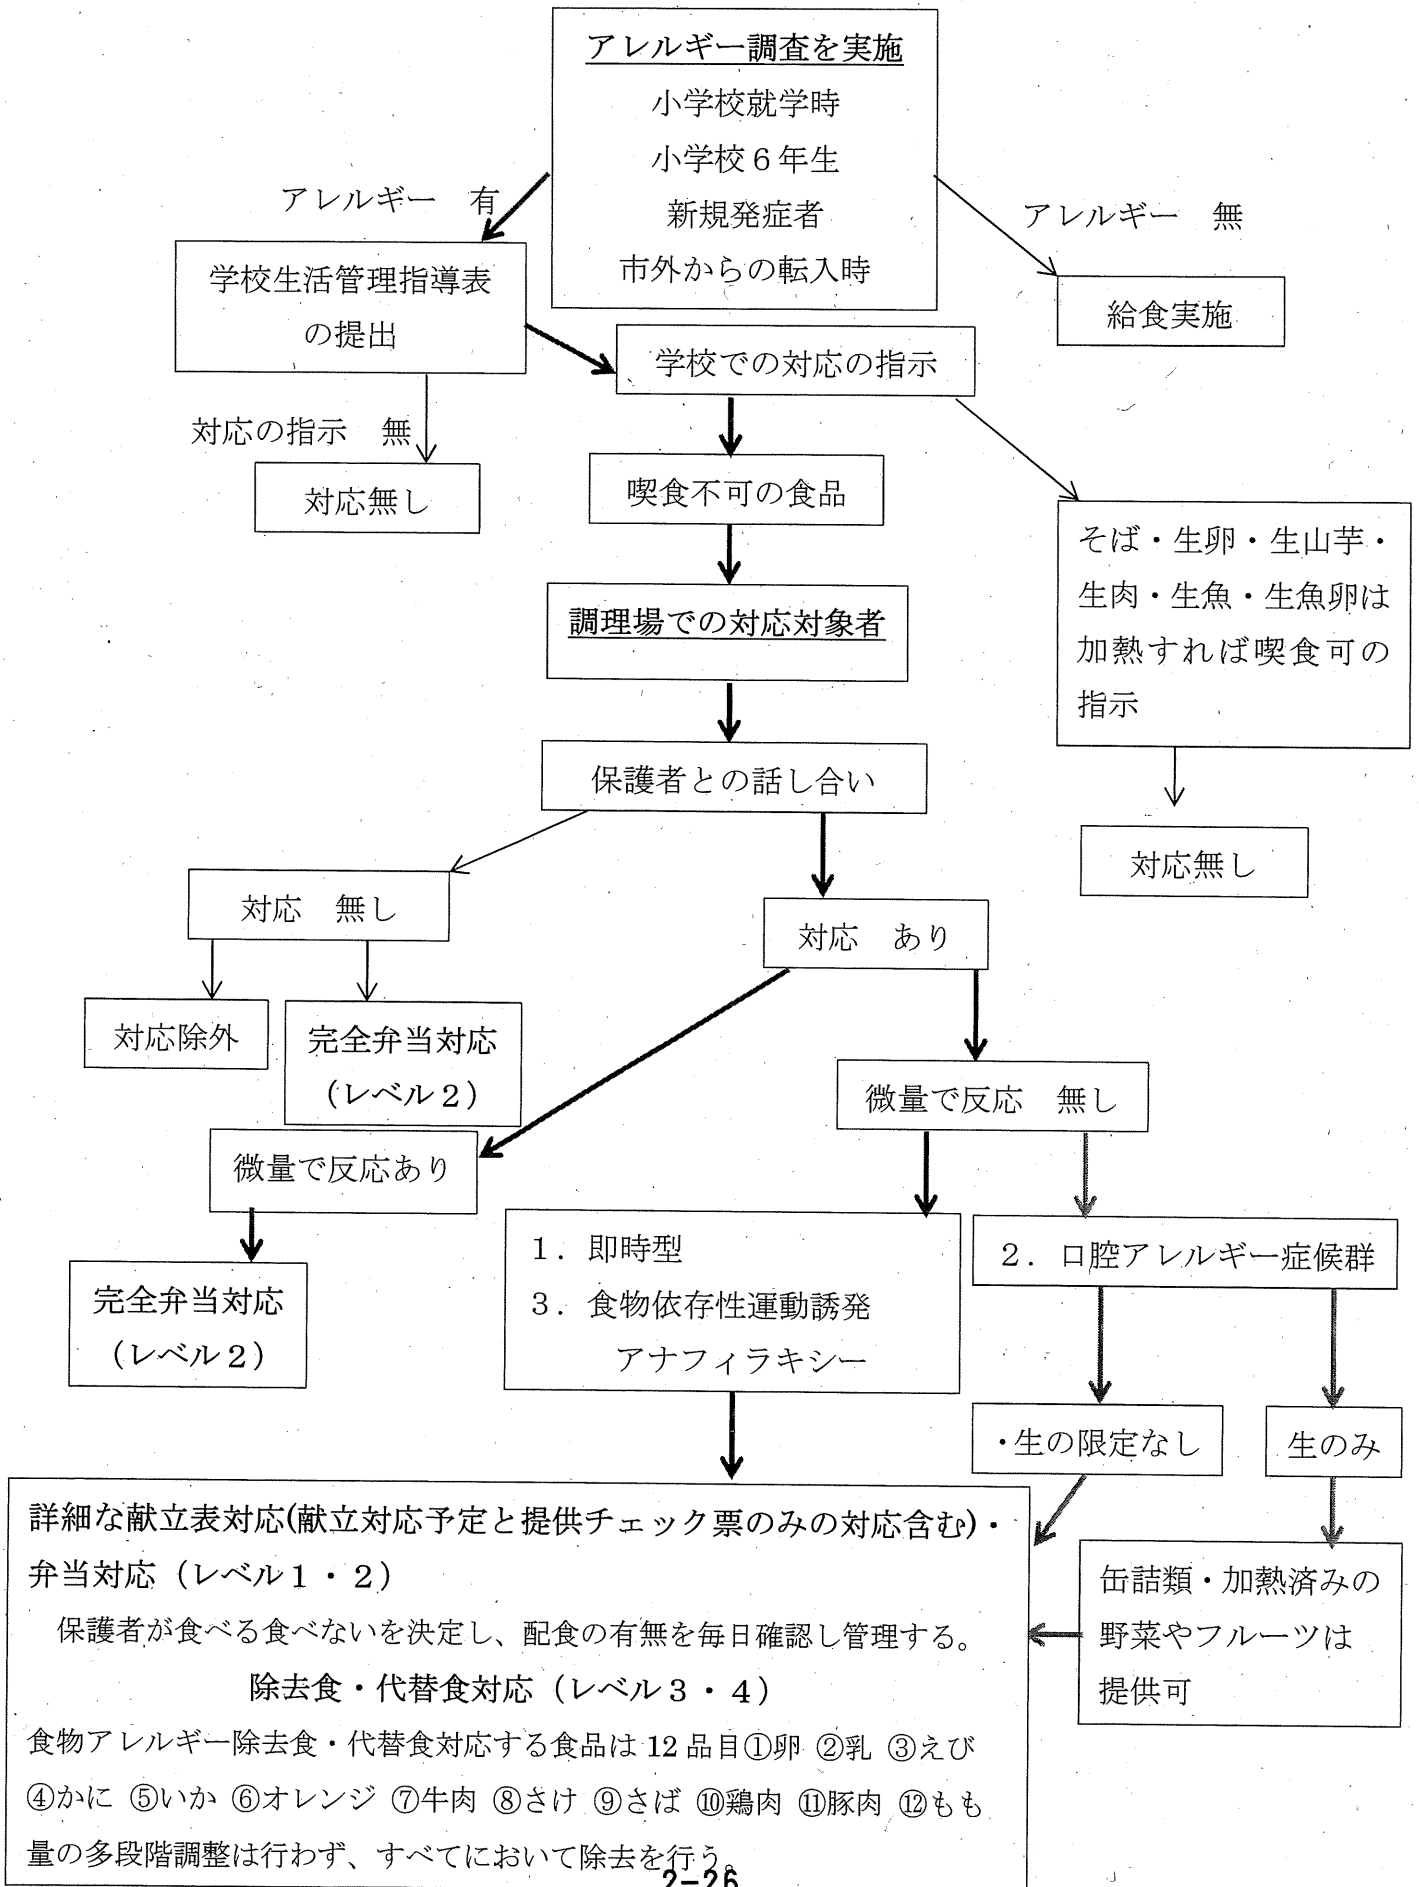 アレルギー調査を実施
小学校就学時
小学校6年生
新規発症者
市外からの転入時
アレルギー　有
アレルギー　無
学校生活管理指導表
の提出
給食実施
学校での対応の指示
対応の指示　無
対応無し
喫食不可の食品
そば・生卵・生山芋・
生肉・生魚・生魚卵は
加熱すれば喫食可の
指示
調理場での対応対象者
保護者との話し合い
対応無し
対応　無し
対応　あり
対応除外
完全弁当対応
（レベル２）
微量で反応　無し
微量で反応あり
完全弁当対応
（レベル２）
１．即時型
３．食物依存性運動誘発
アナフィラキシー
２．口腔アレルギー症候群
・生の限定なし
生のみ
詳細な献立表対応(献立対応予定と提供チェック票のみの対応含む)・
弁当対応（レベル１・２）
保護者が食べる食べないを決定し、配食の有無を毎日確認し管理する。
除去食・代替食対応（レベル３・４）
食物アレルギー除去食・代替食対応する食品は 12 品目①卵 ②乳 ③えび
④かに ⑤いか ⑥オレンジ ⑦牛肉 ⑧さけ ⑨さば ⑩鶏肉 ⑪豚肉 ⑫もも
量の多段階調整は行わず、すべてにおいて除去を行う。
缶詰類・加熱済みの
野菜やフルーツは
提供可
2-26